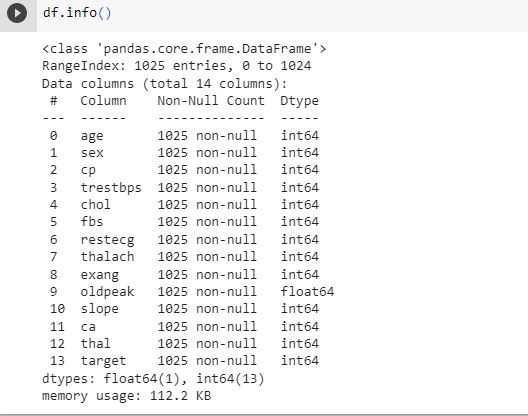 df.info()
<class 'pandas.core.frame.DataFrame'>
RangeIndex: 1025 entries, 0 to 1024
Data columns (total 14 columns):
 #   Column    Non-Null Count  Dtype
---  ------    --------------  -----
 0   age       1025 non-null   int64
 1   sex       1025 non-null   int64
 2   cp        1025 non-null   int64
 3   trestbps  1025 non-null   int64
 4   chol      1025 non-null   int64
 5   fbs       1025 non-null   int64
 6   restecg   1025 non-null   int64
 7   thalach   1025 non-null   int64
 8   exang     1025 non-null   int64
 9   oldpeak   1025 non-null   float64
 10  slope     1025 non-null   int64
 11  ca        1025 non-null   int64
 12  thal      1025 non-null   int64
 13  target    1025 non-null   int64
dtypes: float64(1), int64(13)
memory usage: 112.2 KB